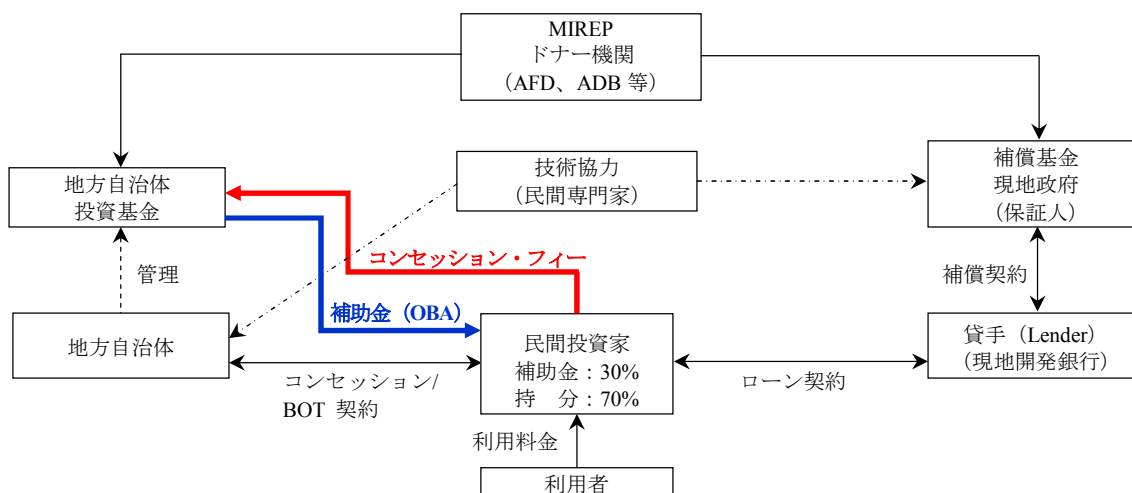 MIREP
ドナー機関
（AFD、ADB 等）
技術協力
（民間専門家）
地方自治体
投資基金
補償基金
現地政府
（保証人）
コンセッション・フィー
管理
補償契約
補助金（OBA）
地方自治体
民間投資家
補助金：30%
持　分：70%
貸手（Lender）
（現地開発銀行）
コンセッション/
BOT 契約
ローン契約
利用料金
利用者